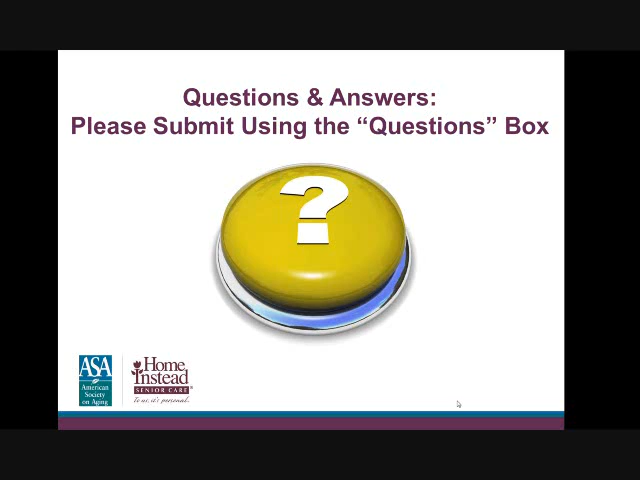 Questions & Answers:
Please Submit Using the “Questions” Box
?
ASA
American
Society
on Aging
Home
Instead
SENIOR CARE
To us, it's personal.